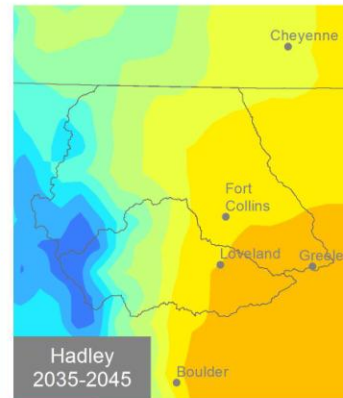 Cheyenne
Fort
Collins
Loveland
Greele
Boulder
Hadley
2035-2045